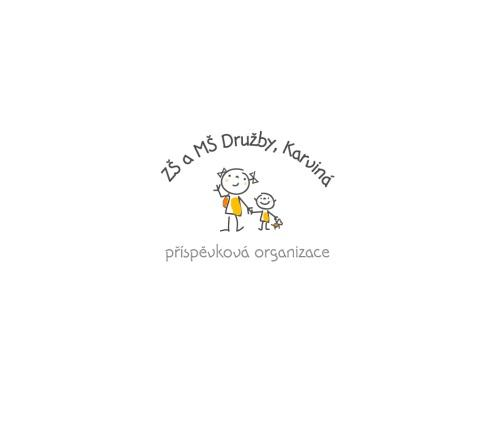 ZŠ a MŠ Družby, Karviná
příspěvková organizace